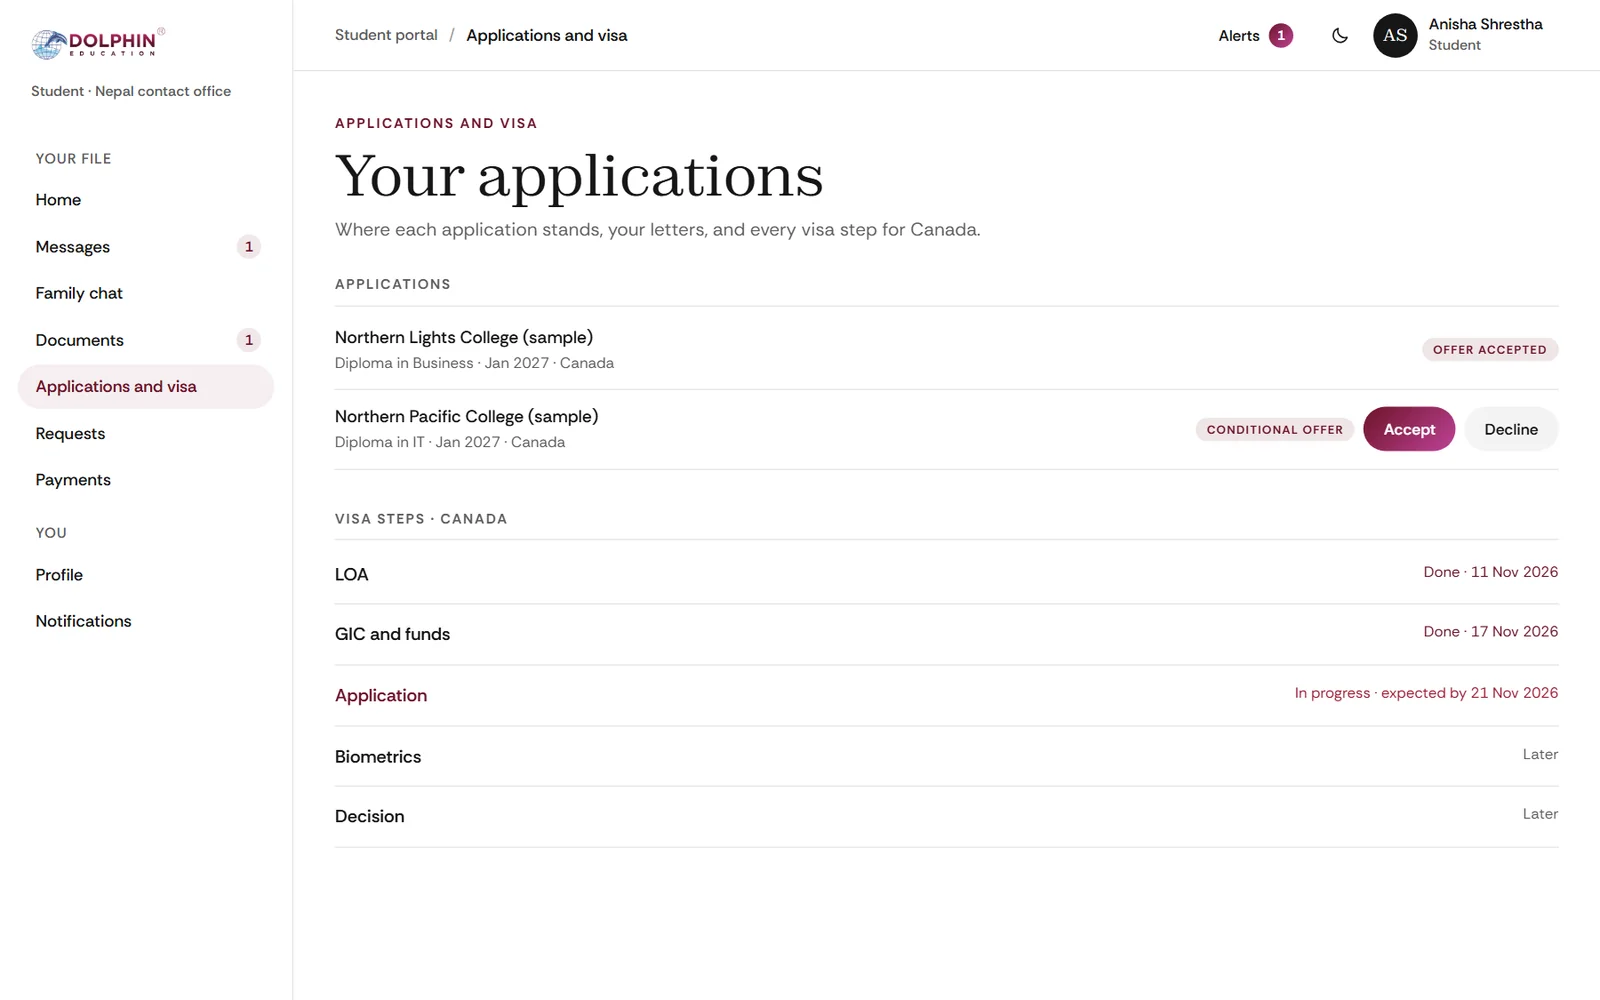 DOLPHIN®
EDUCATION
Student · Nepal contact office
YOUR FILE
Home
Messages 1
Family chat
Documents 1
Applications and visa
Requests
Payments
YOU
Profile
Notifications
Student portal / Applications and visa
Alerts 1
AS
Anisha Shrestha
Student
APPLICATIONS AND VISA
Your applications
Where each application stands, your letters, and every visa step for Canada.
APPLICATIONS
Northern Lights College (sample)
Diploma in Business · Jan 2027 · Canada
OFFER ACCEPTED
Northern Pacific College (sample)
Diploma in IT · Jan 2027 · Canada
CONDITIONAL OFFER Accept Decline
VISA STEPS · CANADA
LOA Done · 11 Nov 2026
GIC and funds Done · 17 Nov 2026
Application In progress · expected by 21 Nov 2026
Biometrics Later
Decision Later